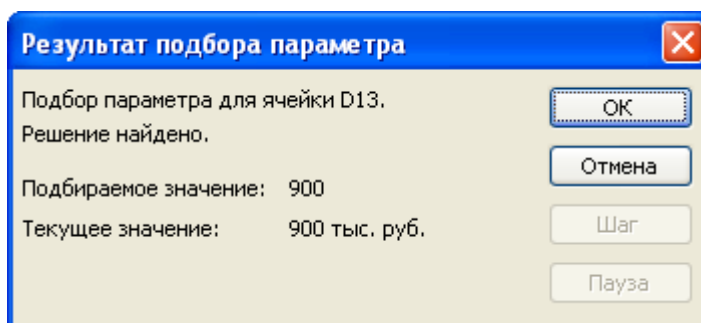 Результат подбора параметра
Подбор параметра для ячейки D13.
Решение найдено.
Подбираемое значение: 900
Текущее значение: 900 тыс. руб.
ОК
Отмена
Шаг
Пауза